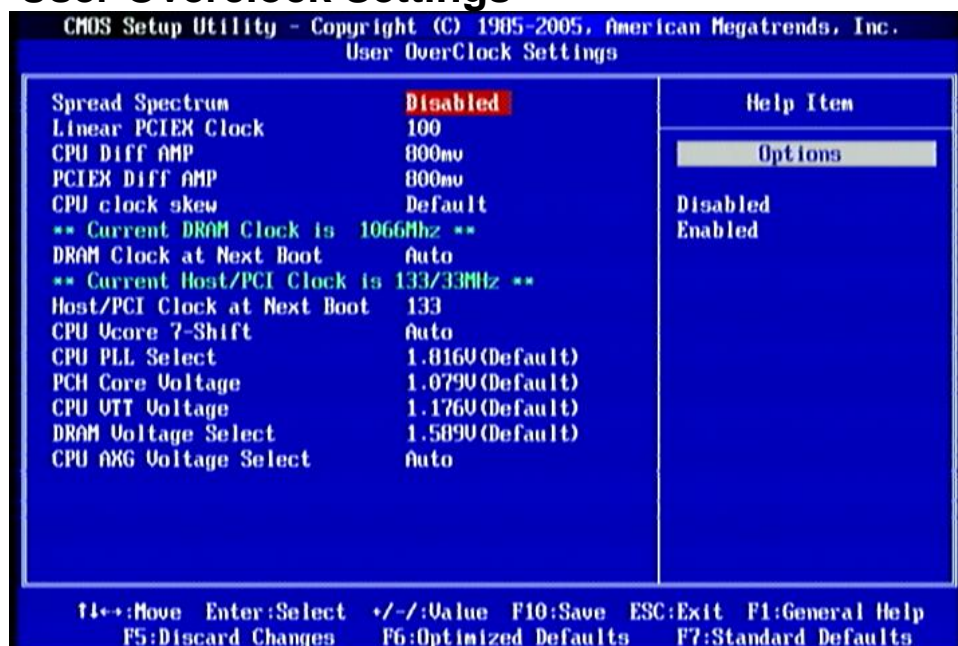 User Overclock Settings
CMOS Setup Utility - Copyright (C) 1985-2005, American Megatrends, Inc.
User OverClock Settings
Spread Spectrum Disabled
Linear PCIEX Clock 100
CPU Diff AMP 800mv
PCIEX Diff AMP 800mv
CPU clock skew Default
** Current DRAM Clock is 1066Mhz **
DRAM Clock at Next Boot Auto
** Current Host/PCI Clock is 133/33MHz **
Host/PCI Clock at Next Boot 133
CPU Vcore 7-Shift Auto
CPU PLL Select 1.816V(Default)
PCH Core Voltage 1.079V(Default)
CPU VTT Voltage 1.176V(Default)
DRAM Voltage Select 1.589V(Default)
CPU AXG Voltage Select Auto
Help Item
Options
Disabled
Enabled
↑↓←→:Move Enter:Select +/-/:Value F10:Save ESC:Exit F1:General Help
F5:Discard Changes F6:Optimized Defaults F7:Standard Defaults